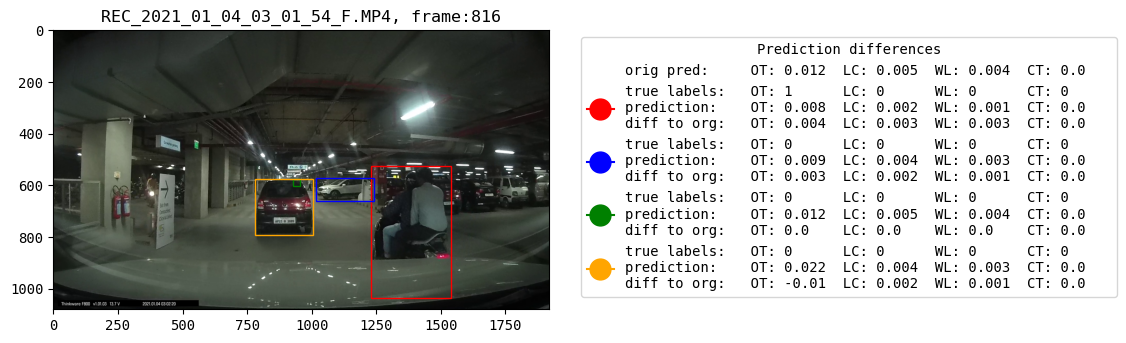 REC_2021_01_04_03_01_54_F.MP4, frame:816
0
200
400
600
800
1000
0
250
500
750
1000
1250
1500
1750
Prediction differences
orig pred: OT: 0.012 LC: 0.005 WL: 0.004 CT: 0.0
true labels: OT: 1 LC: 0 WL: 0 CT: 0
prediction: OT: 0.008 LC: 0.002 WL: 0.001 CT: 0.0
diff to org: OT: 0.004 LC: 0.003 WL: 0.003 CT: 0.0
true labels: OT: 0 LC: 0 WL: 0 CT: 0
prediction: OT: 0.009 LC: 0.004 WL: 0.003 CT: 0.0
diff to org: OT: 0.003 LC: 0.002 WL: 0.001 CT: 0.0
true labels: OT: 0 LC: 0 WL: 0 CT: 0
prediction: OT: 0.012 LC: 0.005 WL: 0.004 CT: 0.0
diff to org: OT: 0.0 LC: 0.0 WL: 0.0 CT: 0.0
true labels: OT: 0 LC: 0 WL: 0 CT: 0
prediction: OT: 0.022 LC: 0.004 WL: 0.003 CT: 0.0
diff to org: OT: -0.01 LC: 0.002 WL: 0.001 CT: 0.0